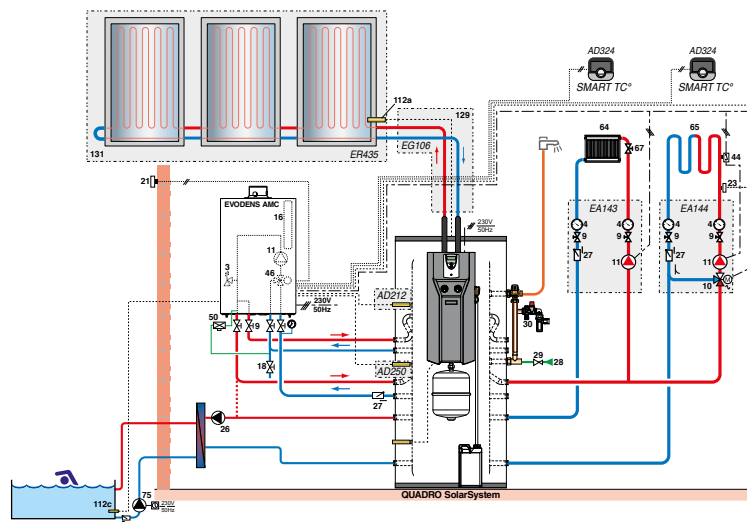 AD324
SMART TC°
AD324
SMART TC°
112a
129
EG106
131
ER435
64
67
65
44
23
21
EVODENS AMC
16
11
3
46
230V
50Hz
EA143
4
9
27
4
9
11
EA144
4
9
27
4
9
11
10
M
AD212
230V
50Hz
50
9
30
18
AD250
29
28
27
26
112c
75
230V
50Hz
QUADRO SolarSystem